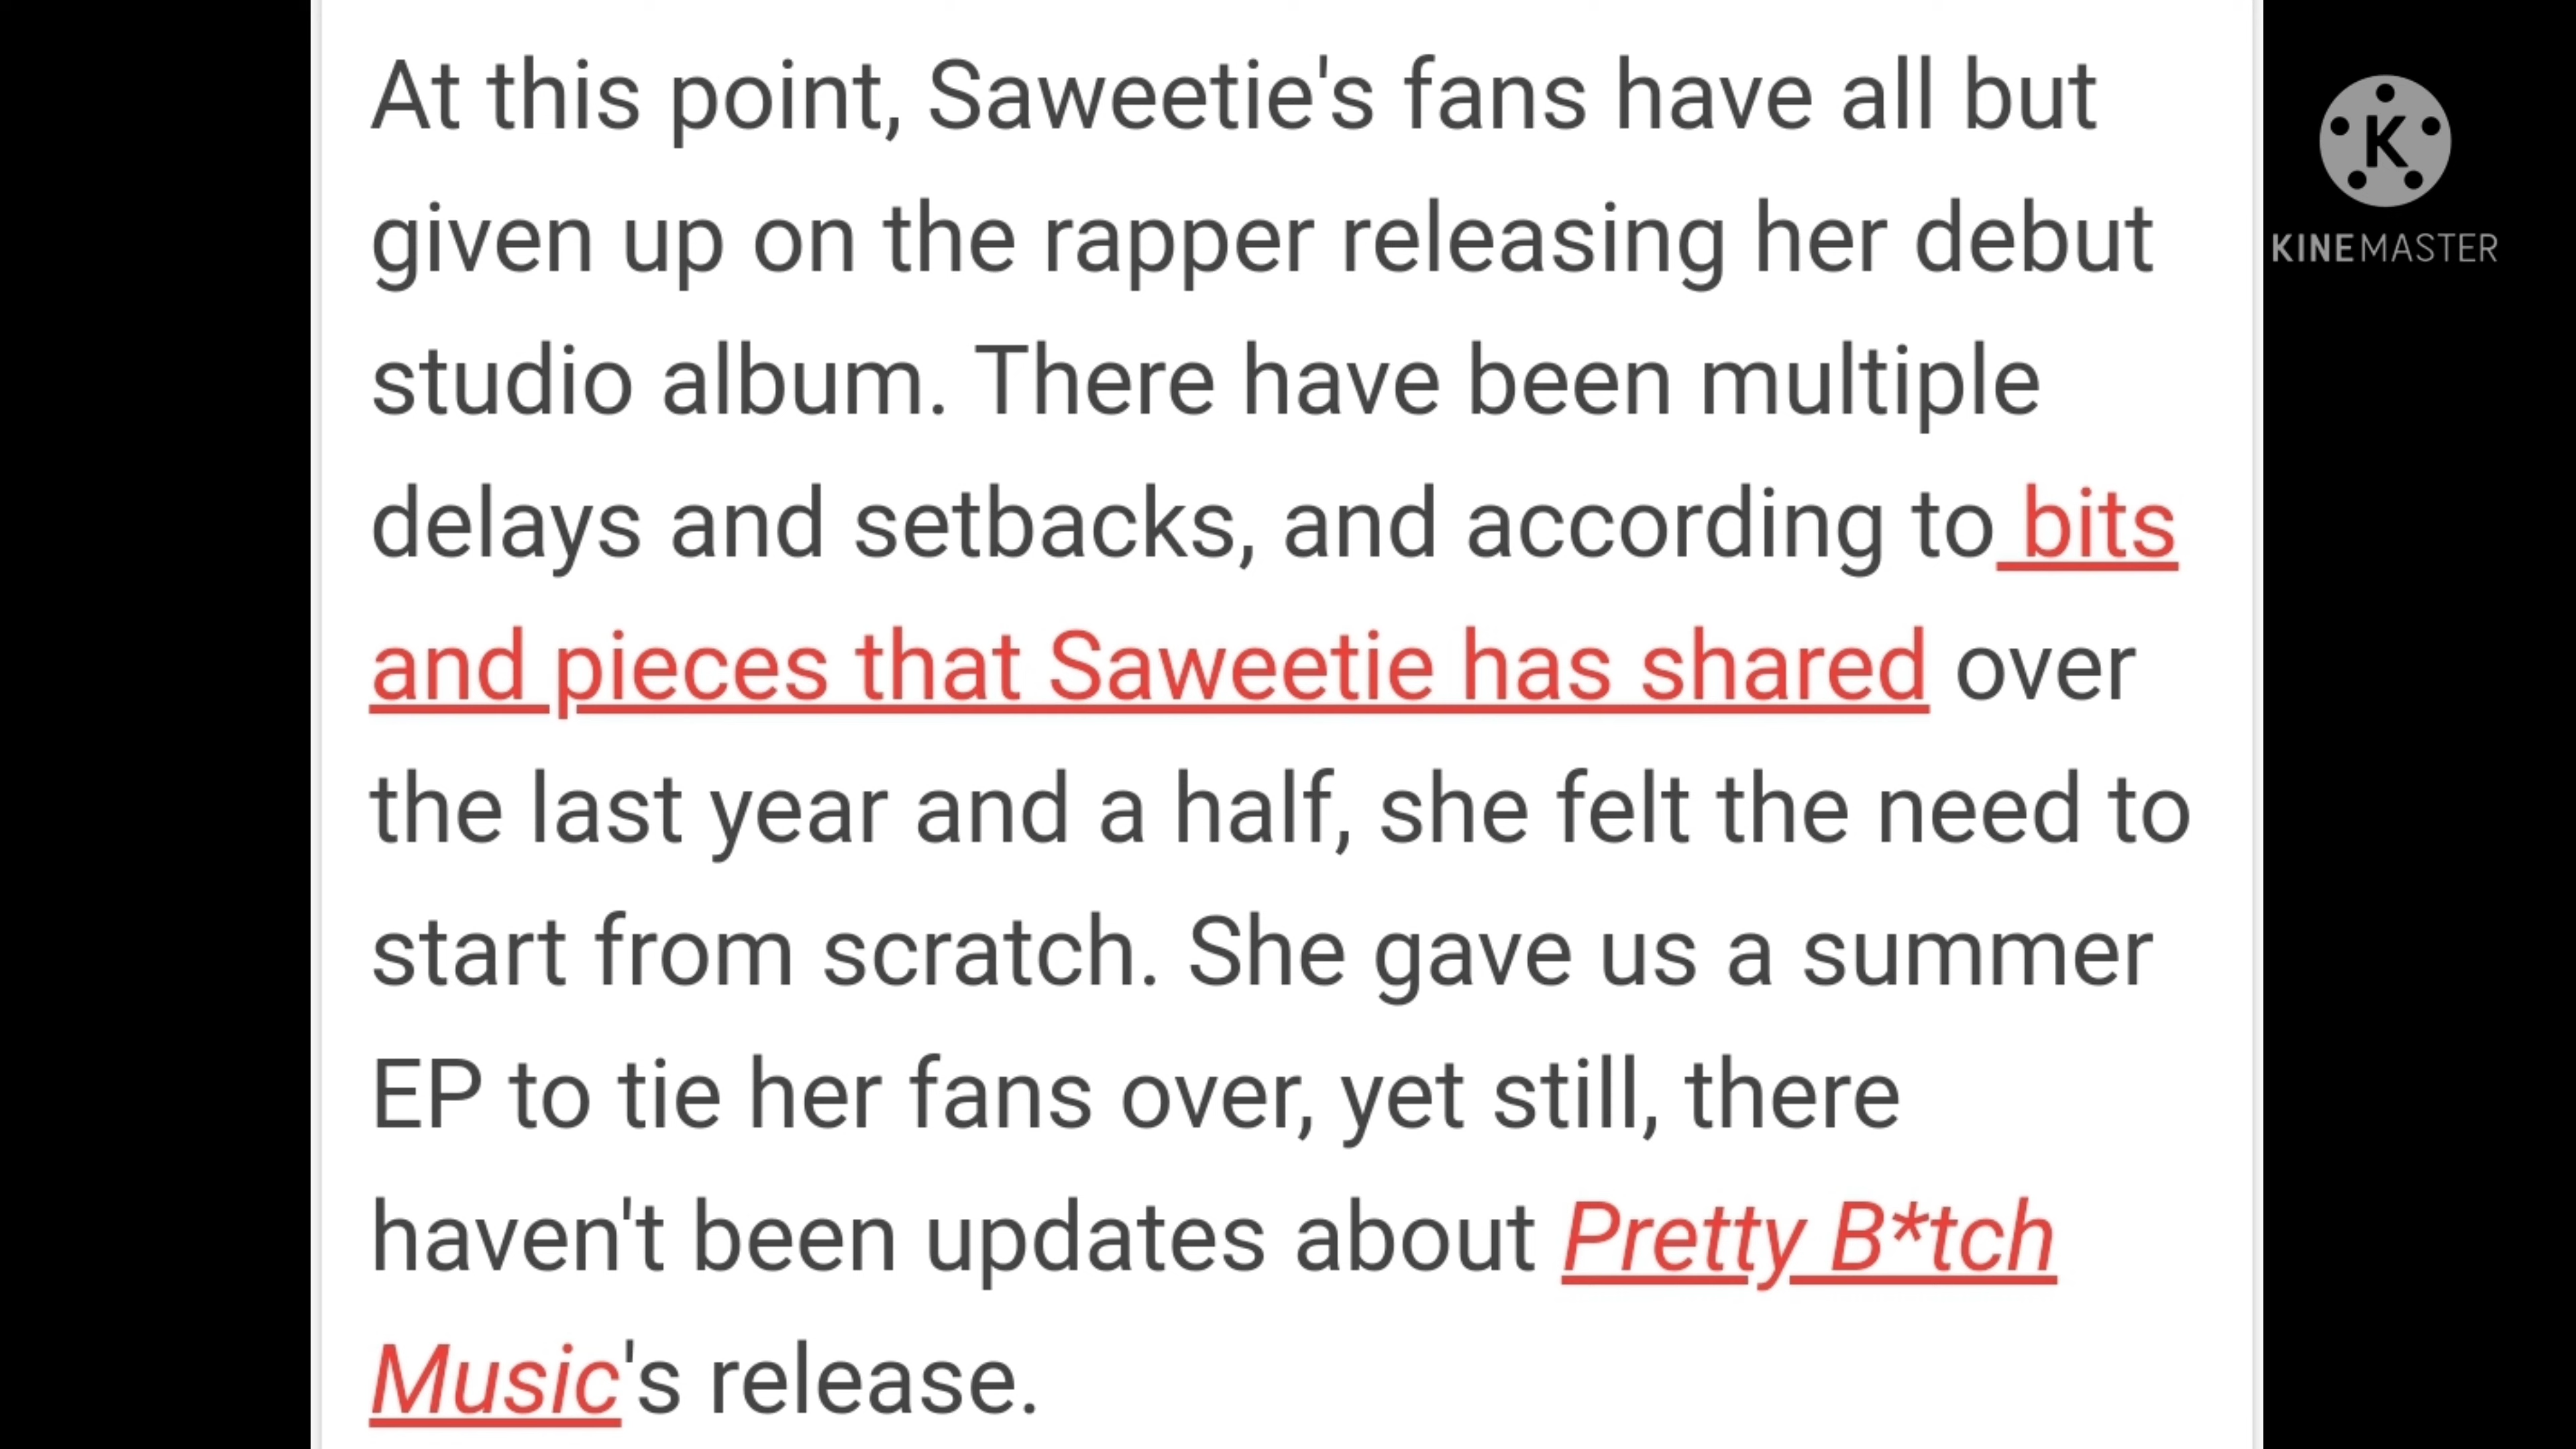 At this point, Saweetie's fans have all but
given up on the rapper releasing her debut
studio album. There have been multiple
delays and setbacks, and according to bits
and pieces that Saweetie has shared over
the last year and a half, she felt the need to
start from scratch. She gave us a summer
EP to tie her fans over, yet still, there
haven't been updates about Pretty B*tch
Music's release.
K
KINEMASTER